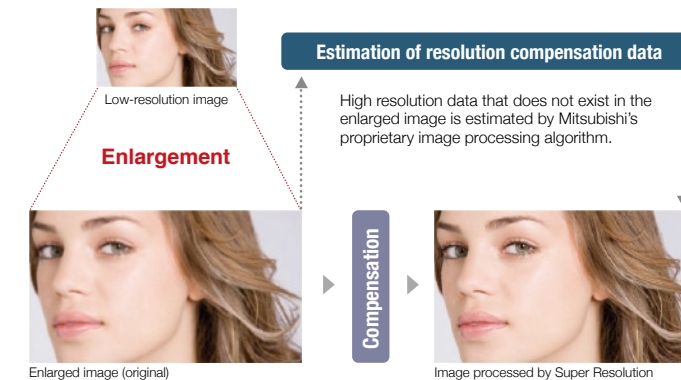 Estimation of resolution compensation data
Low-resolution image
High resolution data that does not exist in the
enlarged image is estimated by Mitsubishi's
proprietary image processing algorithm.
Enlargement
Compensation
Enlarged image (original)
Image processed by Super Resolution